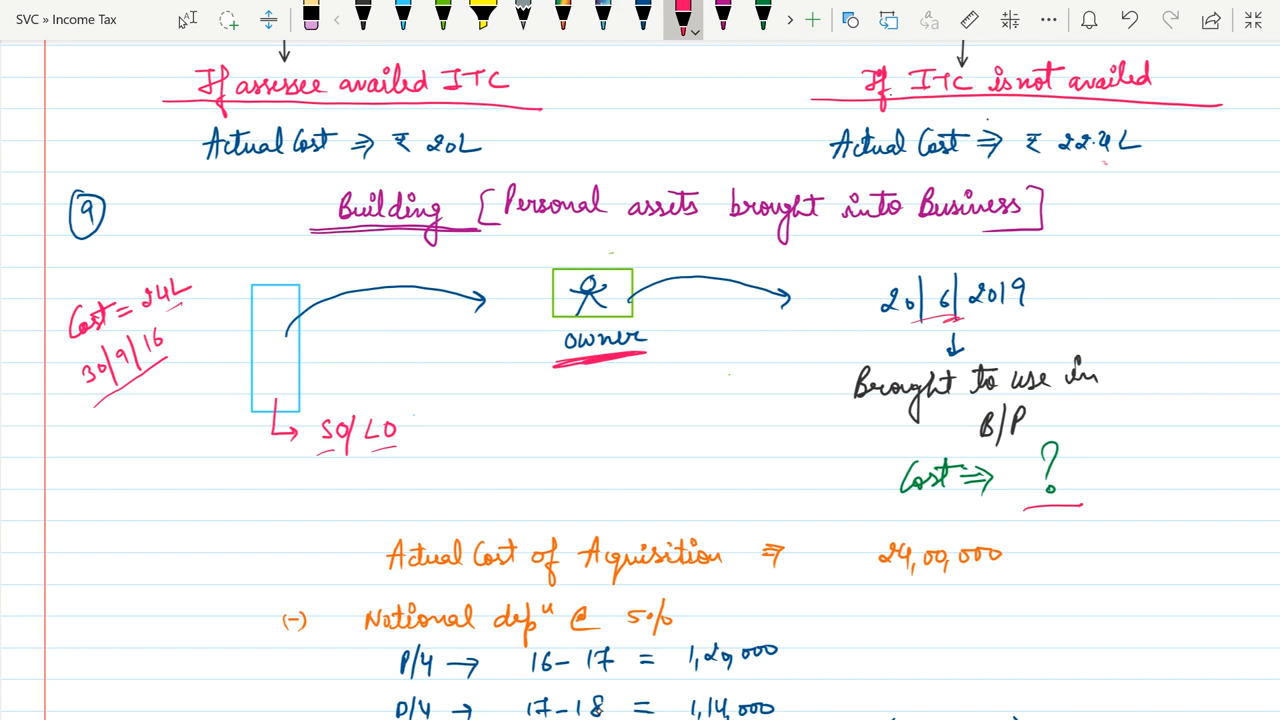 SVC » Income Tax
If assessee availed ITC
If ITC is not availed
Actual Cost ⇒ ₹ 20L
Actual Cost ⇒ ₹ 22.4L
9
Building [Personal assets brought into Business]
Cost = 24L
30/9/16
SO/LO
owner
20/6/2019
Brought to use in
B/P
Cost ⇒ ?
Actual Cost of Acquisition ⇒ 24,00,000
(-) Notional depn @ 5%
P/Y → 16-17 = 1,20,000
P/Y → 17-18 = 1,14,000